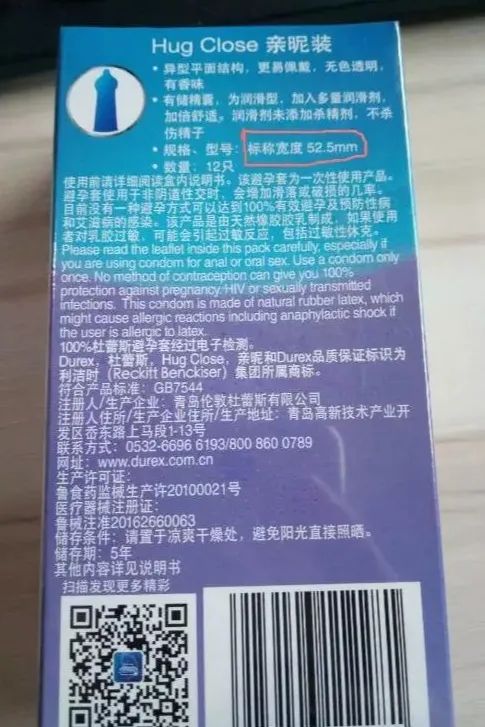 Hug Close 亲昵装
• 异型平面结构，更易佩戴，无色透明，
有香味
• 有储精囊，为润滑型，加入多量润滑剂，
加倍舒适。润滑剂未添加杀精剂，不杀
伤精子
• 规格、型号：标称宽度 52.5mm
• 数量：12只
使用前请详细阅读盒内说明书。该避孕套为一次性使用产品。
避孕套使用于非阴道性交时，会增加滑落或破损的几率。
目前没有一种避孕方式可以达到100%有效避孕及预防性病
和艾滋病的感染。该产品是由天然橡胶胶乳制成，如果使用
者对乳胶过敏，可能会引起过敏反应，包括过敏性休克。
Please read the leaflet inside this pack carefully, especially if
you are using condom for anal or oral sex. Use a condom only
once. No method of contraception can give you 100%
protection against pregnancy, HIV or sexually transmitted
infections. This condom is made of natural rubber latex, which
might cause allergic reactions including anaphylactic shock if
the user is allergic to latex.
100%杜蕾斯避孕套经过电子检测。
Durex，杜蕾斯，Hug Close，亲昵和Durex品质保证标识为
利洁时（Reckitt Benckiser）集团所属商标。
符合产品标准：GB7544
注册人/生产企业：青岛伦敦杜蕾斯有限公司
注册人住所/生产企业住所/生产地址：青岛高新技术产业开
发区岙东路上马段1-13号
联系方式：0532-6696 6193/800 860 0789
网址：www.durex.com.cn
生产许可证：
鲁食药监械生产许20100021号
医疗器械注册证：
鲁械注准20162660063
储存条件：请置于凉爽干燥处，避免阳光直接照晒。
储存期：5年
其他内容详见说明书
扫描发现更多精彩